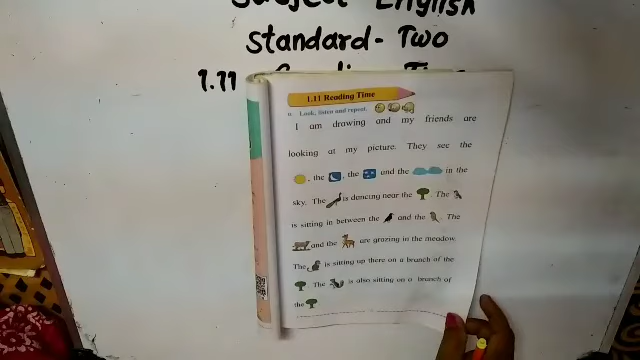 Subject - English
Standard - Two
1.11
1.11 Reading Time
a. Look, listen and repeat.
I am drawing and my friends are
looking at my picture. They see the
, the , the and the in the
sky. The is dancing near the . The
is sitting in between the and the . The
and the are grazing in the meadow.
The is sitting up there on a branch of the
. The is also sitting on a branch of
the